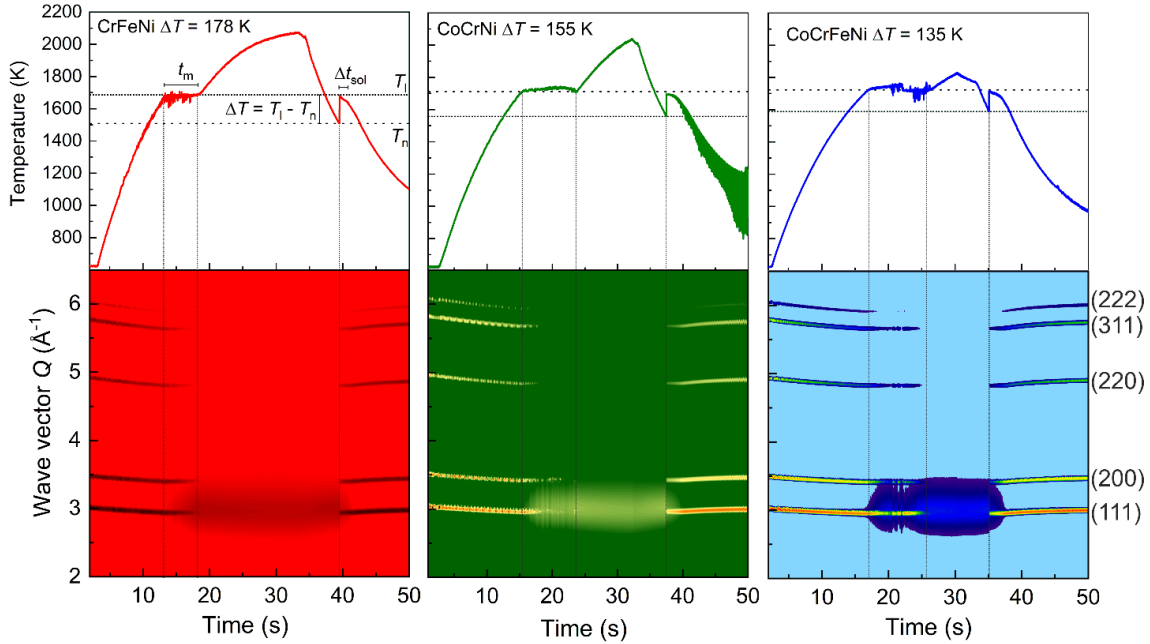 CrFeNi ΔT = 178 K
CoCrNi ΔT = 155 K
CoCrFeNi ΔT = 135 K
Temperature (K)
2200
2000
1800
1600
1400
1200
1000
800
tm
Δtsol
Tl
ΔT = Tl - Tn
Tn
Wave vector Q (Å-1)
6
5
4
3
2
(222)
(311)
(220)
(200)
(111)
10 20 30 40 50
10 20 30 40 50
10 20 30 40 50
Time (s)
Time (s)
Time (s)